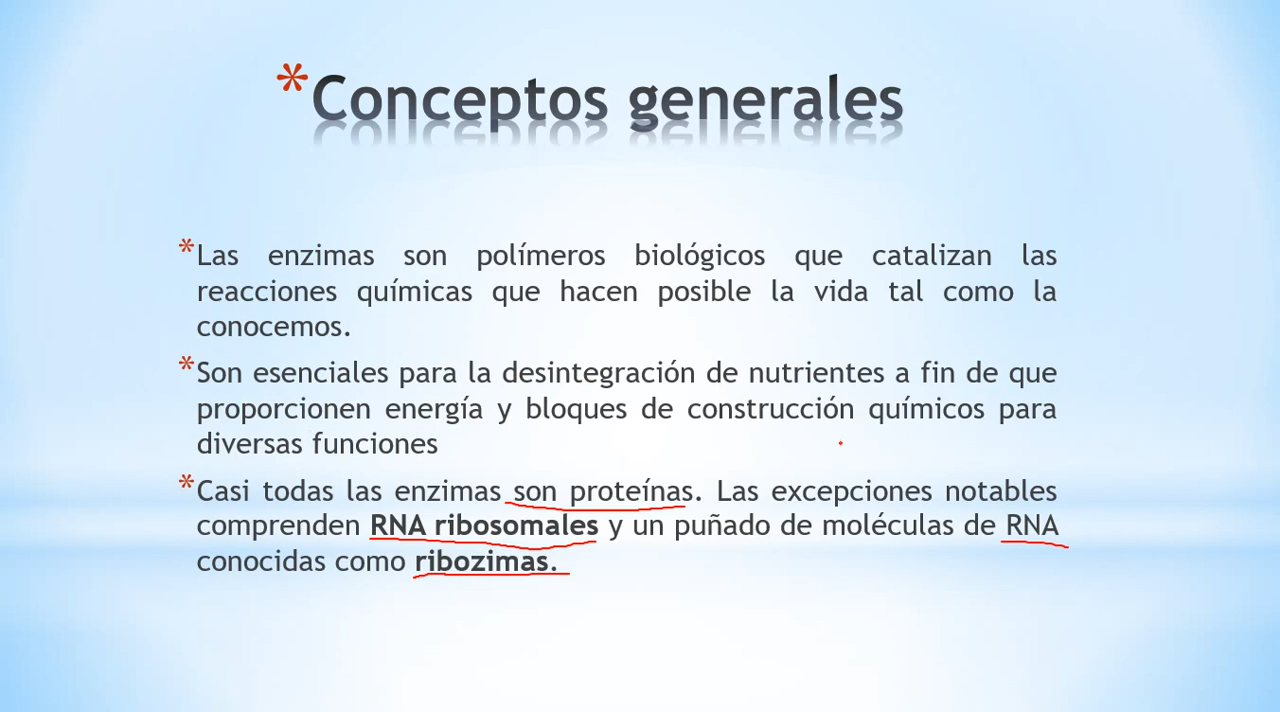 *Conceptos generales
*Las enzimas son polímeros biológicos que catalizan las
reacciones químicas que hacen posible la vida tal como la
conocemos.
*Son esenciales para la desintegración de nutrientes a fin de que
proporcionen energía y bloques de construcción químicos para
diversas funciones
*Casi todas las enzimas son proteínas. Las excepciones notables
comprenden RNA ribosomales y un puñado de moléculas de RNA
conocidas como ribozimas.